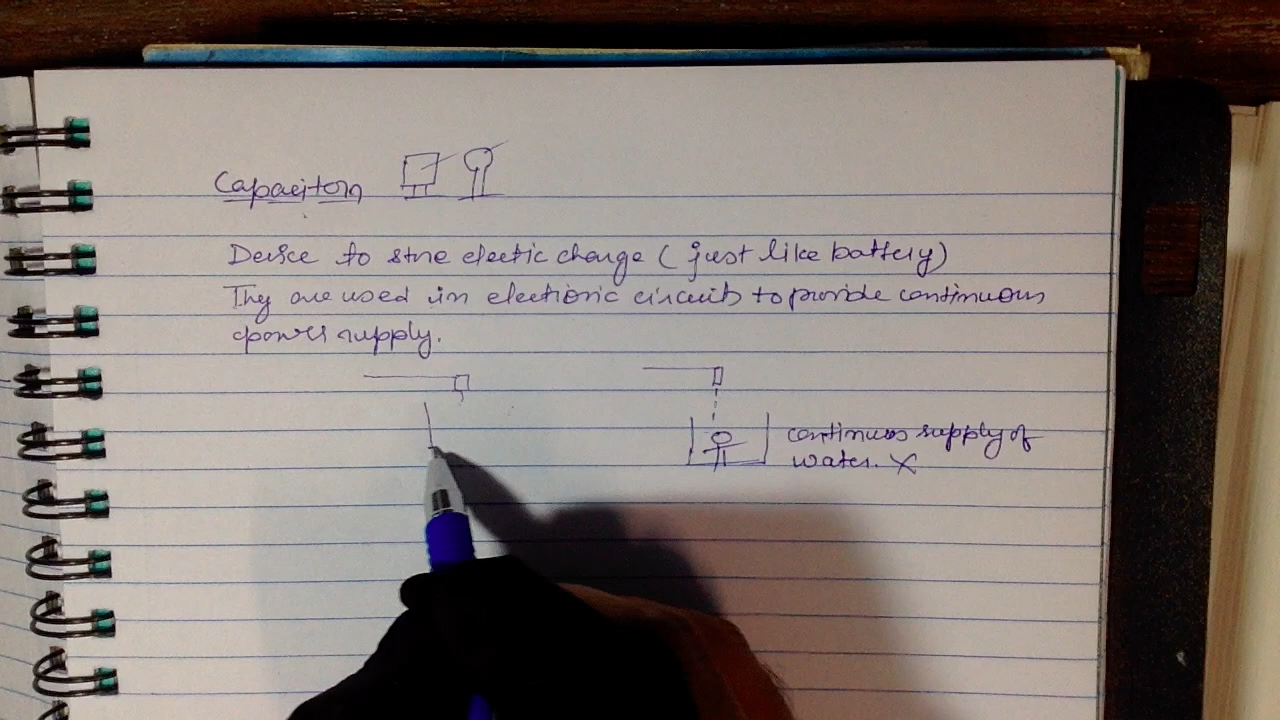 Capacitors
Device to store electric charge (just like battery)
They are used in electronic circuits to provide continuous
power supply.
continuous supply of
water. X